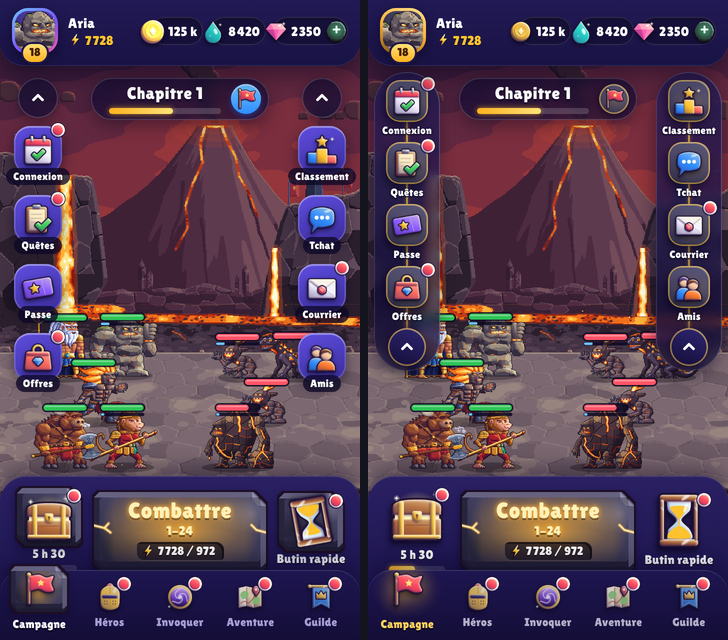 Aria
7728
18
125 k
8420
2350
Chapitre 1
Connexion
Classement
Quêtes
Tchat
Passe
Courrier
Offres
Amis
Combattre
1-24
7728 / 972
5 h 30
Butin rapide
Campagne
Héros
Invoquer
Aventure
Guilde
Aria
7728
18
125 k
8420
2350
Chapitre 1
Connexion
Classement
Quêtes
Tchat
Passe
Courrier
Offres
Amis
Combattre
1-24
7728 / 972
5 h 30
Butin rapide
Campagne
Héros
Invoquer
Aventure
Guilde